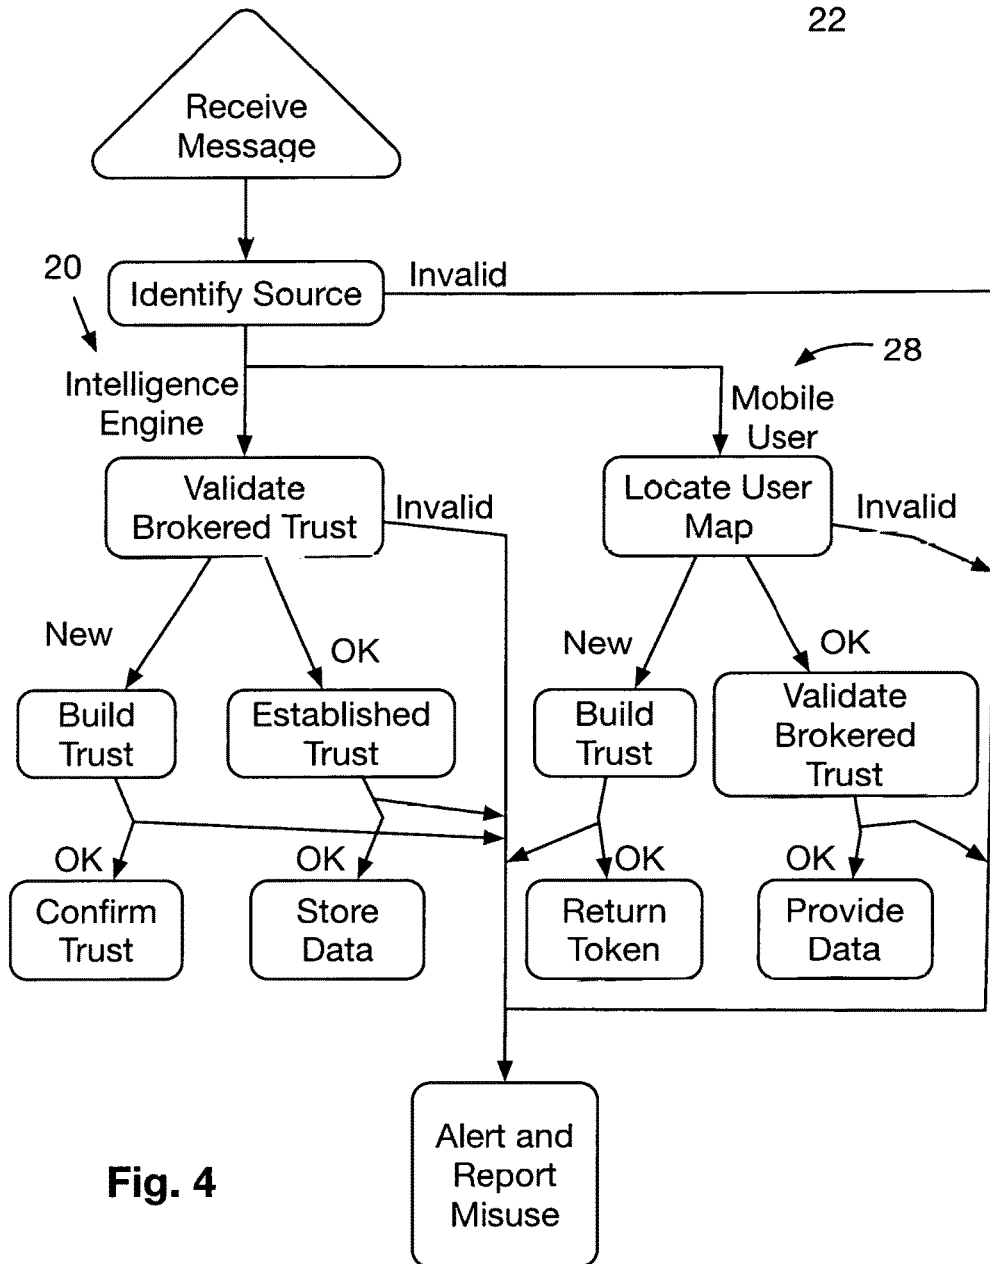 22
Receive
Message
20
Identify Source
Invalid
Intelligence
Engine
28
Mobile
User
Validate
Brokered Trust
Invalid
Locate User
Map
Invalid
New
OK
New
OK
Build
Trust
Established
Trust
Build
Trust
Validate
Brokered
Trust
OK
OK
OK
OK
Confirm
Trust
Store
Data
Return
Token
Provide
Data
Alert and
Report
Misuse
Fig. 4